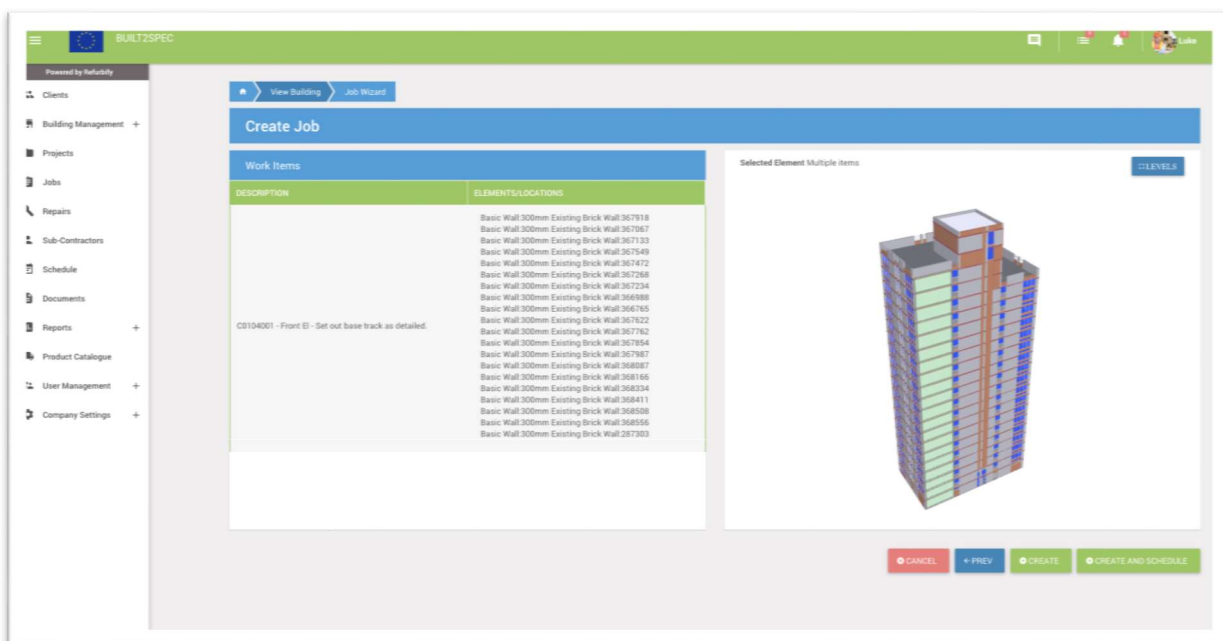 BUILT2SPEC
Luke
Powered by Refurbify
Clients
Building Management +
Projects
Jobs
Repairs
Sub-Contractors
Schedule
Documents
Reports +
Product Catalogue
User Management +
Company Settings +
View Building
Job Wizard
Create Job
Work Items
DESCRIPTION
ELEMENTS/LOCATIONS
C0104001 - Front El - Set out base track as detailed.
Basic Wall:300mm Existing Brick Wall:367918
Basic Wall:300mm Existing Brick Wall:367067
Basic Wall:300mm Existing Brick Wall:367133
Basic Wall:300mm Existing Brick Wall:367549
Basic Wall:300mm Existing Brick Wall:367472
Basic Wall:300mm Existing Brick Wall:367268
Basic Wall:300mm Existing Brick Wall:367234
Basic Wall:300mm Existing Brick Wall:366988
Basic Wall:300mm Existing Brick Wall:366765
Basic Wall:300mm Existing Brick Wall:367622
Basic Wall:300mm Existing Brick Wall:367762
Basic Wall:300mm Existing Brick Wall:367854
Basic Wall:300mm Existing Brick Wall:367987
Basic Wall:300mm Existing Brick Wall:368087
Basic Wall:300mm Existing Brick Wall:368166
Basic Wall:300mm Existing Brick Wall:368334
Basic Wall:300mm Existing Brick Wall:368411
Basic Wall:300mm Existing Brick Wall:368508
Basic Wall:300mm Existing Brick Wall:368556
Basic Wall:300mm Existing Brick Wall:287303
Selected Element Multiple items
LEVELS
CANCEL
PREV
CREATE
CREATE AND SCHEDULE